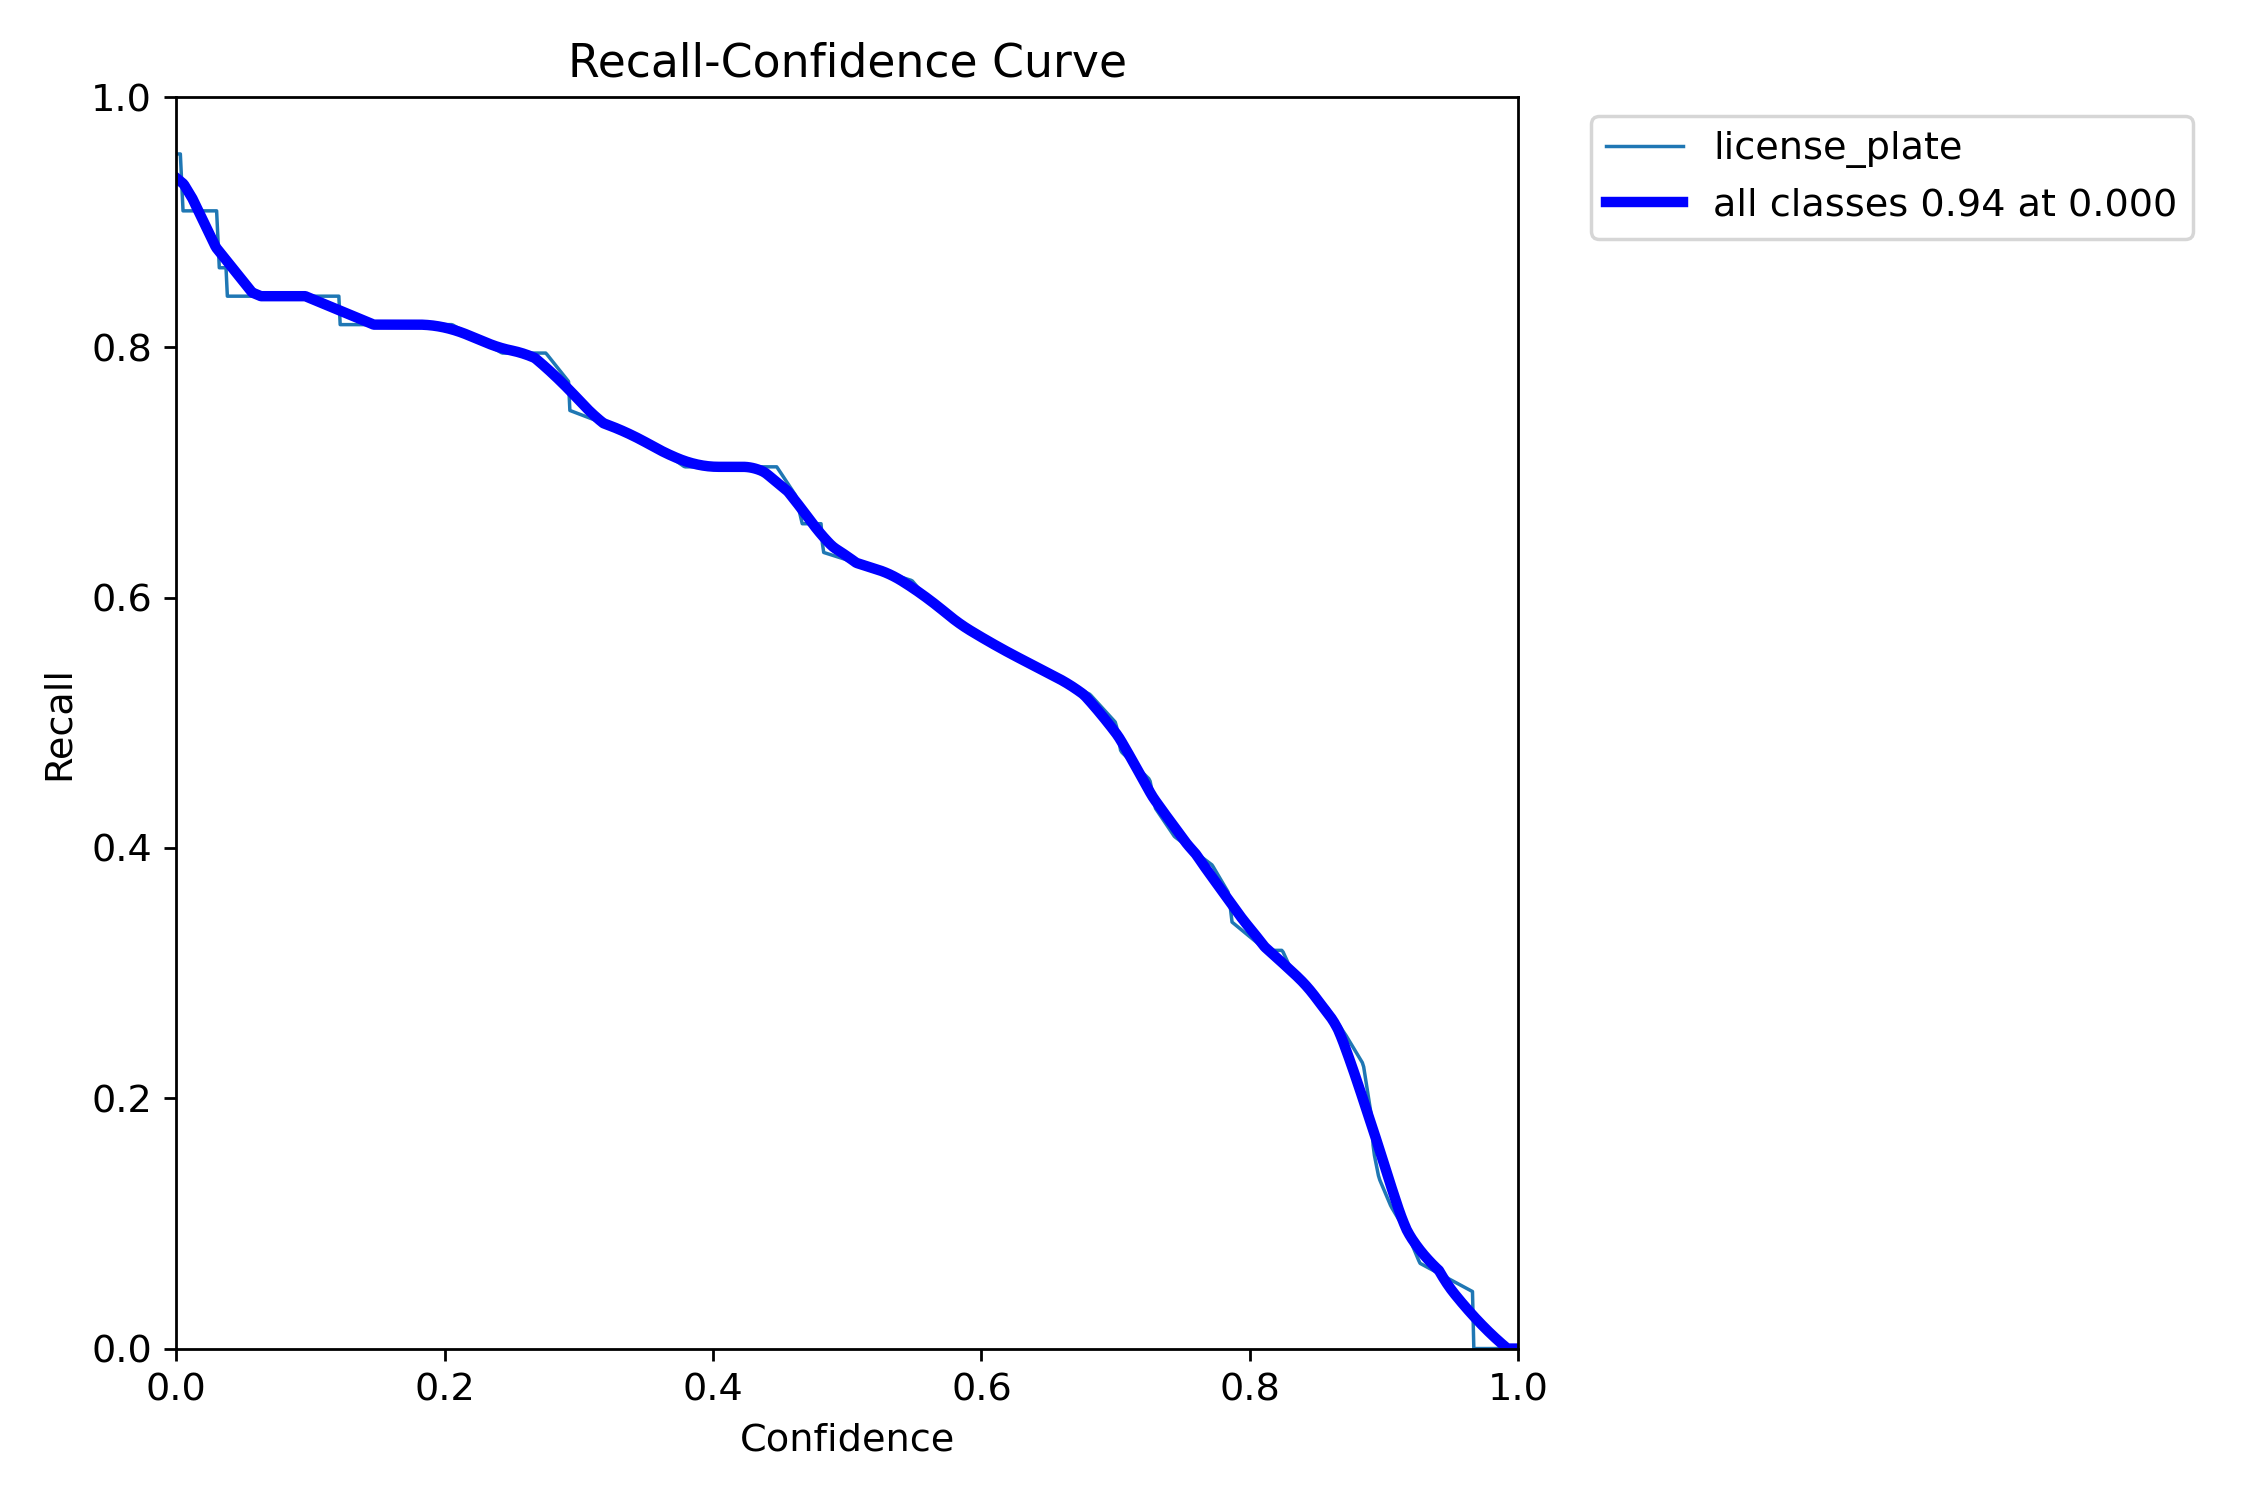 Recall-Confidence Curve
1.0
0.8
0.6
0.4
0.2
0.0
Recall
0.0 0.2 0.4 0.6 0.8 1.0
Confidence
license_plate
all classes 0.94 at 0.000